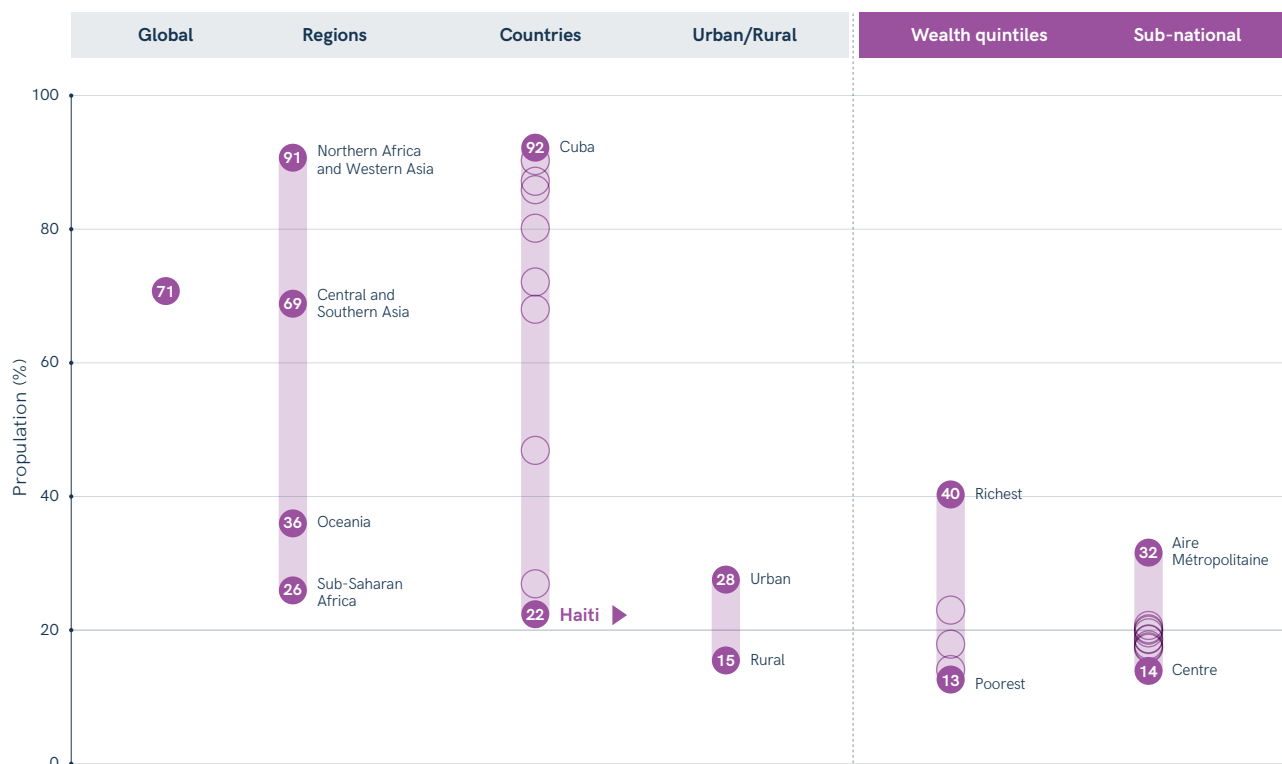 Global
Regions
Countries
Urban/Rural
Wealth quintiles
Sub-national
Propulation (%)
100
80
60
40
20
0
71
91
Northern Africa
and Western Asia
69
Central and
Southern Asia
36
Oceania
26
Sub-Saharan
Africa
92
Cuba
22
Haiti
28
Urban
15
Rural
40
Richest
13
Poorest
32
Aire
Métropolitaine
14
Centre